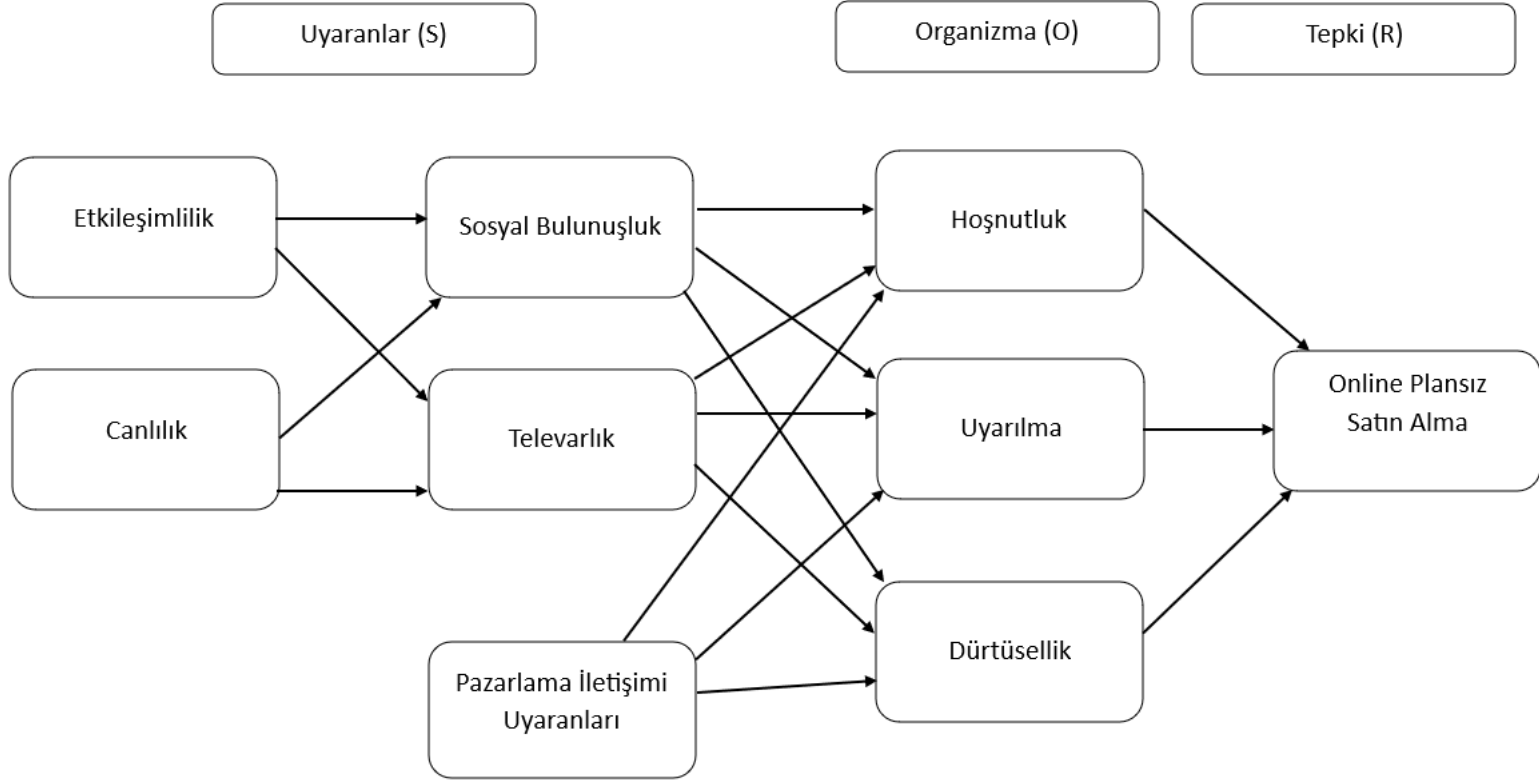 Uyaranlar (S)
Organizma (O)
Tepki (R)
Etkileşimlilik
Sosyal Bulunuşluk
Hoşnutluk
Canlılık
Televarlık
Uyarılma
Online Plansız
Satın Alma
Pazarlama İletişimi
Uyaranları
Dürtüsellik